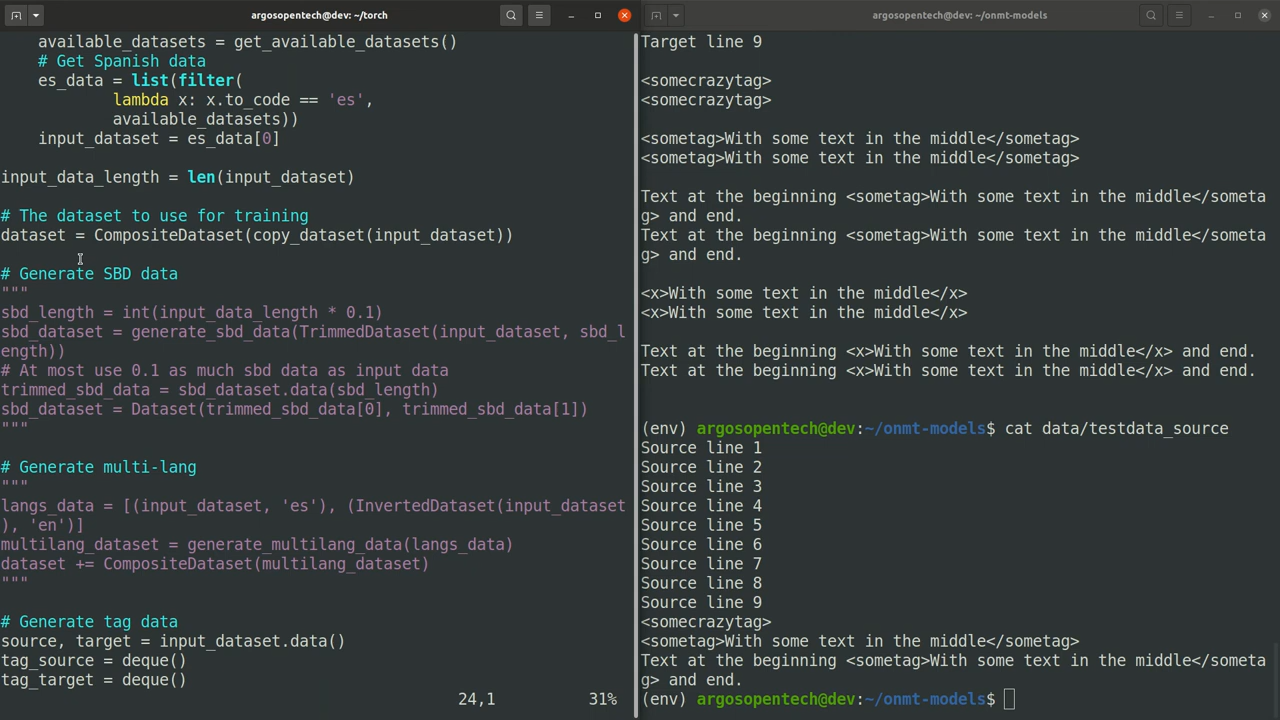 argosopentech@dev: ~/torch
available_datasets = get_available_datasets()
# Get Spanish data
es_data = list(filter(
lambda x: x.to_code == 'es',
available_datasets))
input_dataset = es_data[0]
input_data_length = len(input_dataset)
# The dataset to use for training
dataset = CompositeDataset(copy_dataset(input_dataset))
# Generate SBD data
"""
sbd_length = int(input_data_length * 0.1)
sbd_dataset = generate_sbd_data(TrimmedDataset(input_dataset, sbd_l
ength))
# At most use 0.1 as much sbd data as input data
trimmed_sbd_data = sbd_dataset.data(sbd_length)
sbd_dataset = Dataset(trimmed_sbd_data[0], trimmed_sbd_data[1])
"""
# Generate multi-lang
"""
langs_data = [(input_dataset, 'es'), (InvertedDataset(input_dataset
), 'en')]
multilang_dataset = generate_multilang_data(langs_data)
dataset += CompositeDataset(multilang_dataset)
"""
# Generate tag data
source, target = input_dataset.data()
tag_source = deque()
tag_target = deque()
24,1 31%
argosopentech@dev: ~/onmt-models
Target line 9
<somecrazytag>
<somecrazytag>
<sometag>With some text in the middle</sometag>
<sometag>With some text in the middle</sometag>
Text at the beginning <sometag>With some text in the middle</someta
g> and end.
Text at the beginning <sometag>With some text in the middle</someta
g> and end.
<x>With some text in the middle</x>
<x>With some text in the middle</x>
Text at the beginning <x>With some text in the middle</x> and end.
Text at the beginning <x>With some text in the middle</x> and end.
(env) argosopentech@dev:~/onmt-models$ cat data/testdata_source
Source line 1
Source line 2
Source line 3
Source line 4
Source line 5
Source line 6
Source line 7
Source line 8
Source line 9
<somecrazytag>
<sometag>With some text in the middle</sometag>
Text at the beginning <sometag>With some text in the middle</someta
g> and end.
(env) argosopentech@dev:~/onmt-models$